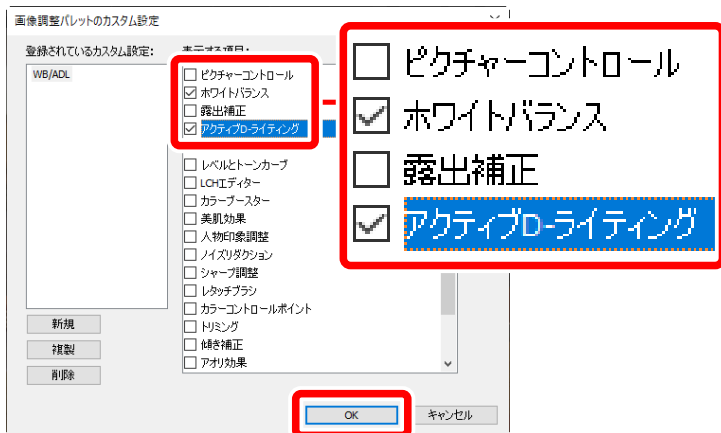 画像調整パレットのカスタム設定
登録されているカスタム設定:
表示する項目:
WB/ADL
ピクチャーコントロール
ホワイトバランス
露出補正
アクティブD-ライティング
レベルとトーンカーブ
LCHエディター
カラーブースター
美肌効果
人物印象調整
ノイズリダクション
シャープ調整
レタッチブラシ
カラーコントロールポイント
トリミング
傾き補正
アオリ効果
新規
複製
削除
OK
キャンセル
ピクチャーコントロール
ホワイトバランス
露出補正
アクティブD-ライティング